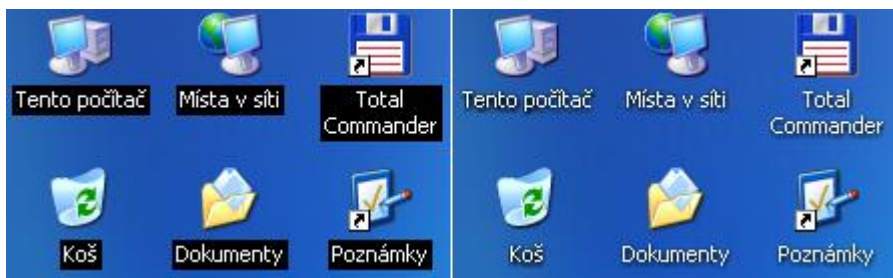 Tento počítač
Místa v síti
Total
Commander
Koš
Dokumenty
Poznámky
Tento počítač
Místa v síti
Total
Commander
Koš
Dokumenty
Poznámky